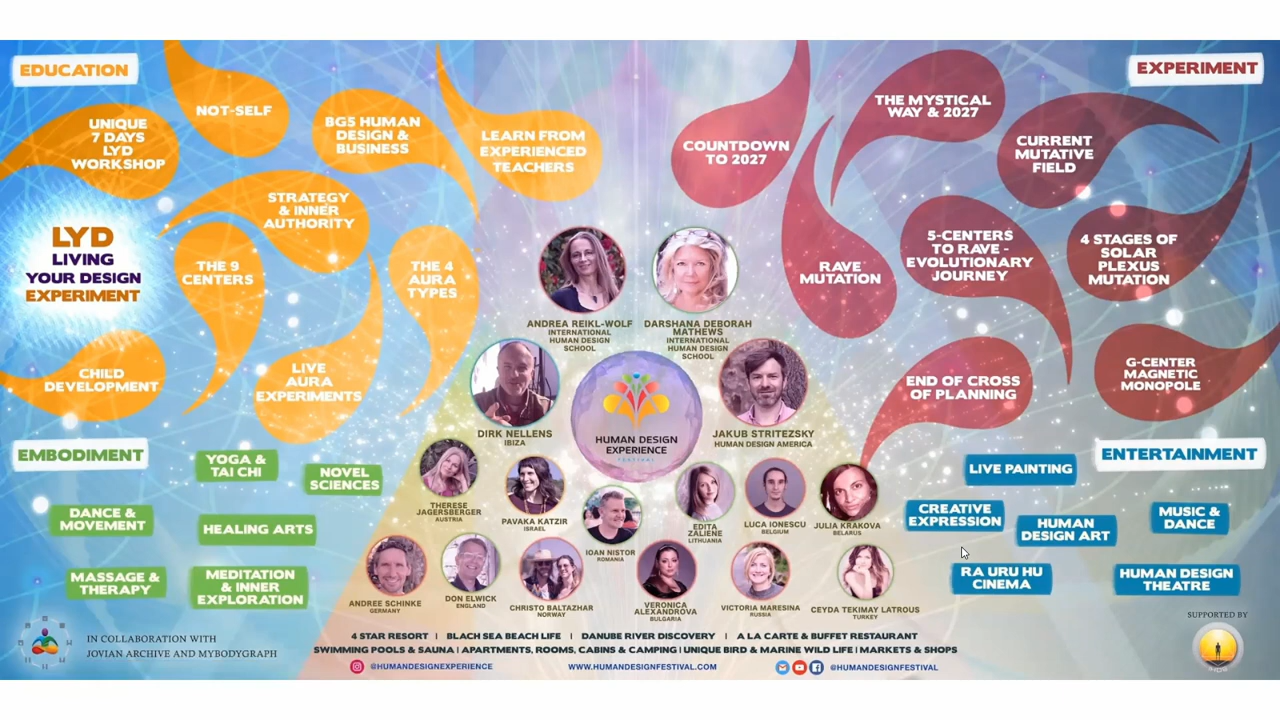 EDUCATION
UNIQUE
7 DAYS
LYD
WORKSHOP
NOT-SELF
BG5 HUMAN
DESIGN &
BUSINESS
LEARN FROM
EXPERIENCED
TEACHERS
STRATEGY
& INNER
AUTHORITY
LYD
LIVING
YOUR DESIGN
EXPERIMENT
THE 9
CENTERS
THE 4
AURA
TYPES
CHILD
DEVELOPMENT
LIVE
AURA
EXPERIMENTS
EXPERIMENT
COUNTDOWN
TO 2027
THE MYSTICAL
WAY & 2027
CURRENT
MUTATIVE
FIELD
RAVE
MUTATION
5-CENTERS
TO RAVE -
EVOLUTIONARY
JOURNEY
4 STAGES OF
SOLAR
PLEXUS
MUTATION
END OF CROSS
OF PLANNING
G-CENTER
MAGNETIC
MONOPOLE
ANDREA REIKL-WOLF
INTERNATIONAL
HUMAN DESIGN
SCHOOL
DARSHANA DEBORAH
MATHEWS
INTERNATIONAL
HUMAN DESIGN
SCHOOL
DIRK NELLENS
IBIZA
HUMAN DESIGN
EXPERIENCE
FESTIVAL
JAKUB STRITEZSKY
HUMAN DESIGN AMERICA
THERESE
JAGERSBERGER
AUSTRIA
PAVAKA KATZIR
ISRAEL
IOAN NISTOR
ROMANIA
EDITA
ZALIENE
LITHUANIA
LUCA IONESCU
BELGIUM
JULIA KRAKOVA
BELARUS
ANDREE SCHINKE
GERMANY
DON ELWICK
ENGLAND
CHRISTO BALTAZHAR
NORWAY
VERONICA
ALEXANDROVA
BULGARIA
VICTORIA MARESINA
RUSSIA
CEYDA TEKIMAY LATROUS
TURKEY
EMBODIMENT
YOGA &
TAI CHI
NOVEL
SCIENCES
DANCE &
MOVEMENT
HEALING ARTS
MASSAGE &
THERAPY
MEDITATION
& INNER
EXPLORATION
ENTERTAINMENT
LIVE PAINTING
CREATIVE
EXPRESSION
HUMAN
DESIGN ART
MUSIC &
DANCE
RA URU HU
CINEMA
HUMAN DESIGN
THEATRE
IN COLLABORATION WITH
JOVIAN ARCHIVE AND MYBODYGRAPH
4 STAR RESORT | BLACH SEA BEACH LIFE | DANUBE RIVER DISCOVERY | A LA CARTE & BUFFET RESTAURANT
SWIMMING POOLS & SAUNA | APARTMENTS, ROOMS, CABINS & CAMPING | UNIQUE BIRD & MARINE WILD LIFE | MARKETS & SHOPS
@HUMANDESIGNEXPERIENCE
WWW.HUMANDESIGNFESTIVAL.COM
@HUMANDESIGNFESTIVAL
SUPPORTED BY
IHDS